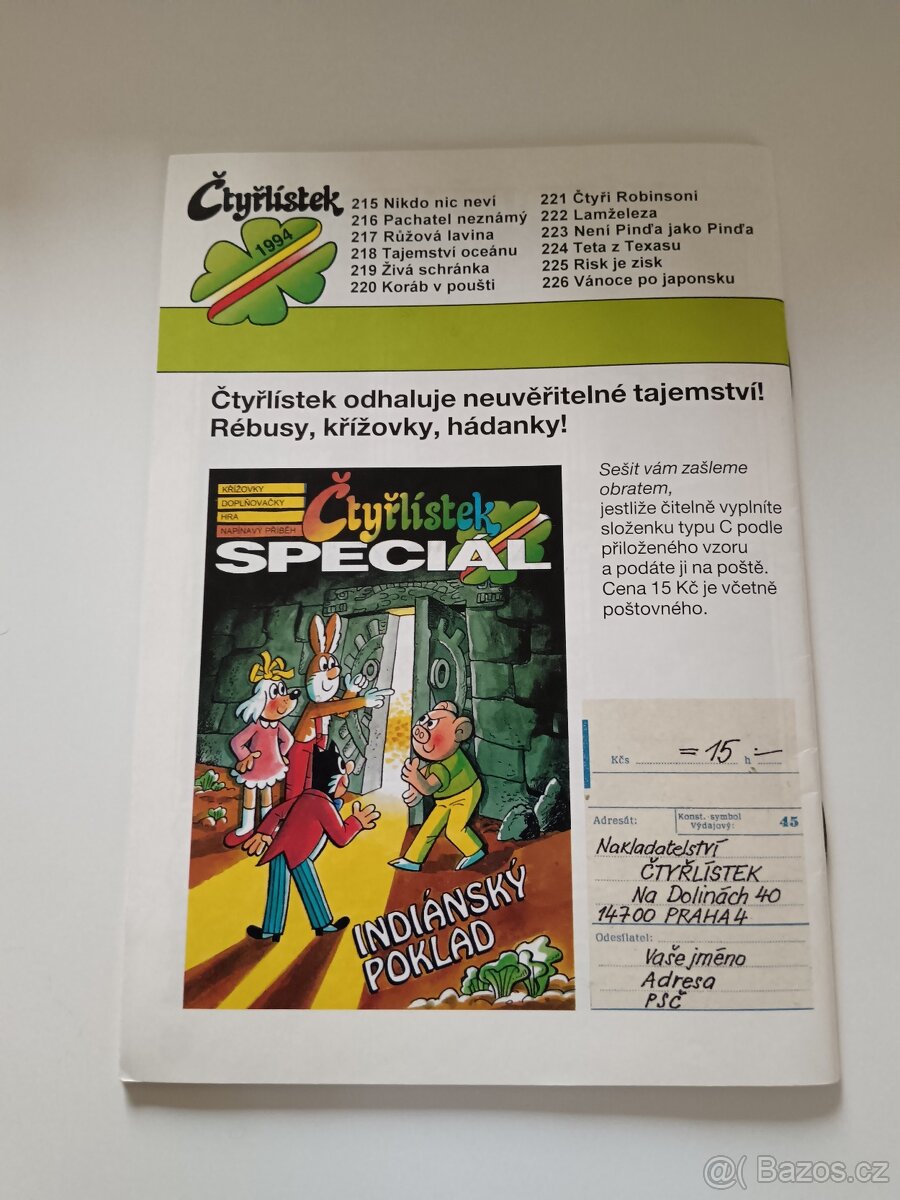 Čtyřlístek
1994
215 Nikdo nic neví
216 Pachatel neznámý
217 Růžová lavina
218 Tajemství oceánu
219 Živá schránka
220 Koráb v poušti
221 Čtyři Robinsoni
222 Lamželeza
223 Není Pinďa jako Pinďa
224 Teta z Texasu
225 Risk je zisk
226 Vánoce po japonsku
Čtyřlístek odhaluje neuvěřitelné tajemství!
Rébusy, křížovky, hádanky!
KŘÍŽOVKY
DOPLŇOVAČKY
HRA
NAPÍNAVÝ PŘÍBĚH
Čtyřlístek
SPECIÁL
INDIÁNSKÝ
POKLAD
Sešit vám zašleme
obratem,
jestliže čitelně vyplníte
složenku typu C podle
přiloženého vzoru
a podáte ji na poště.
Cena 15 Kč je včetně
poštovného.
Kčs =15 h :—
Adresát: Konst. symbol
Výdajový: 45
Nakladatelství
ČTYŘLÍSTEK
Na Dolinách 40
14700 PRAHA 4
Odesílatel:
Vaše jméno
Adresa
PSČ
@( Bazos.cz